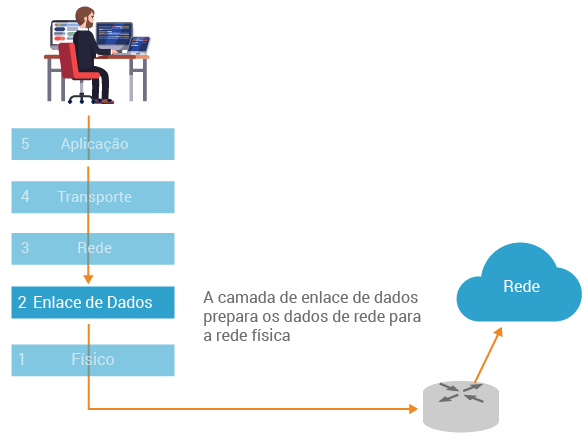 5 Aplicação
4 Transporte
3 Rede
2 Enlace de Dados
A camada de enlace de dados
prepara os dados de rede para
a rede física
Rede
1 Físico